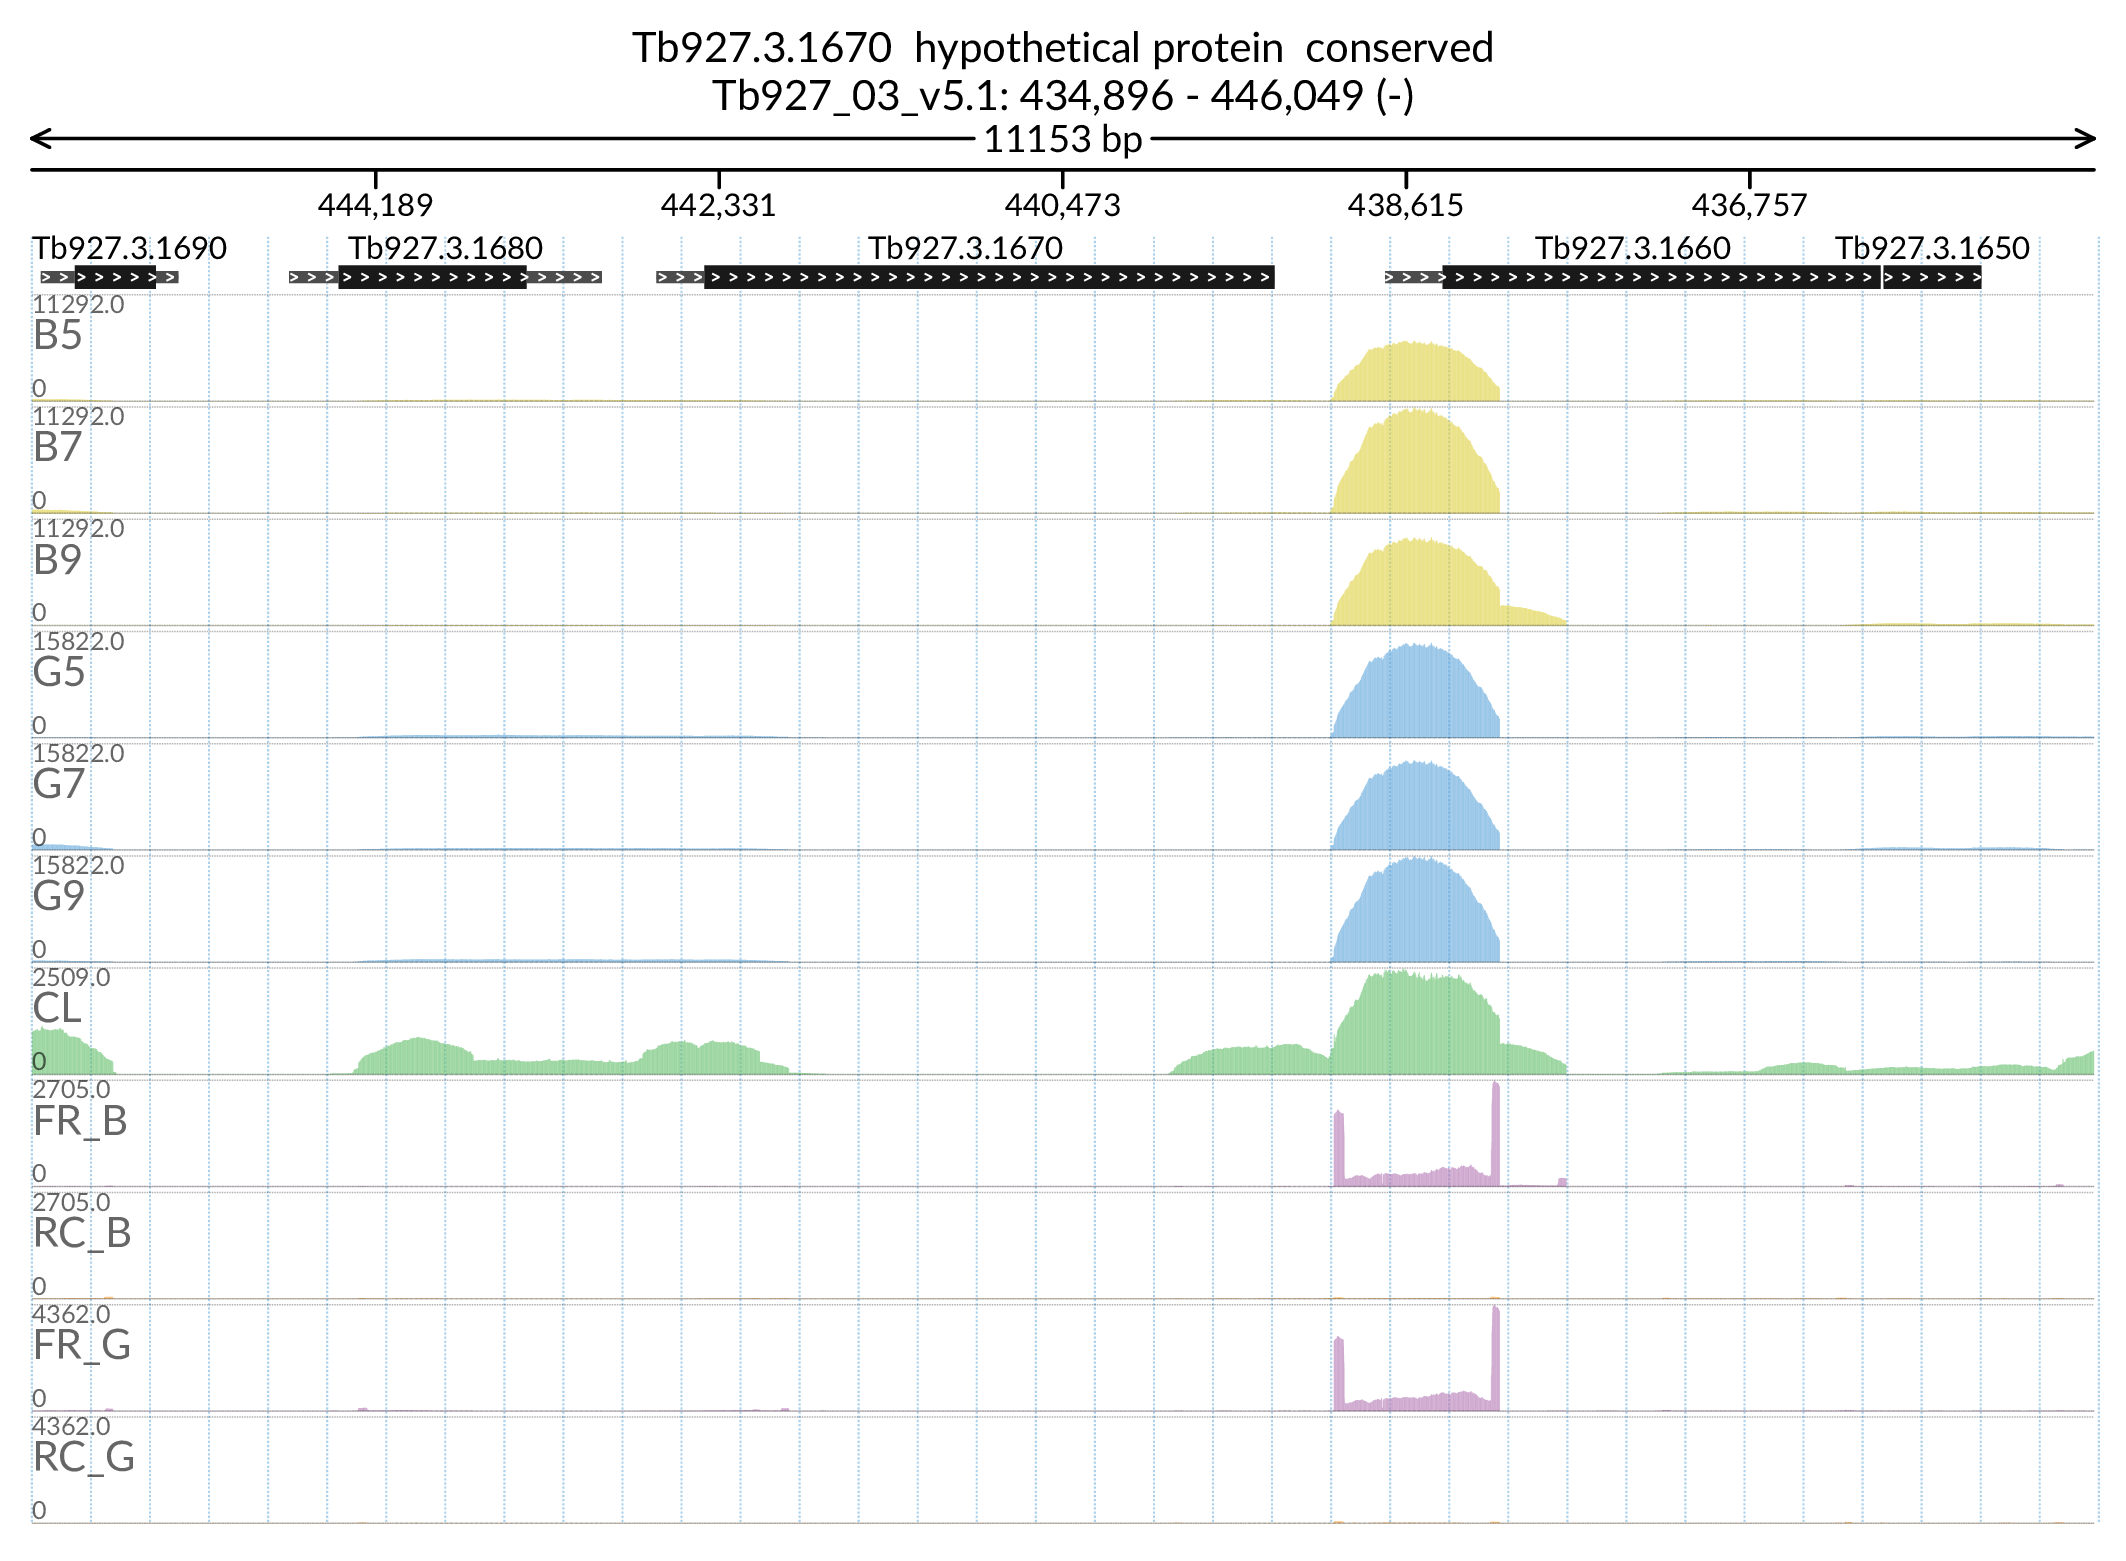 Tb927.3.1670  hypothetical protein  conserved
Tb927_03_v5.1: 434,896 - 446,049 (-)
11153 bp
444,189 442,331 440,473 438,615 436,757
Tb927.3.1690 Tb927.3.1680 Tb927.3.1670 Tb927.3.1660 Tb927.3.1650
11292.0
B5
0
11292.0
B7
0
11292.0
B9
0
15822.0
G5
0
15822.0
G7
0
15822.0
G9
0
2509.0
CL
0
2705.0
FR_B
0
2705.0
RC_B
0
4362.0
FR_G
0
4362.0
RC_G
0